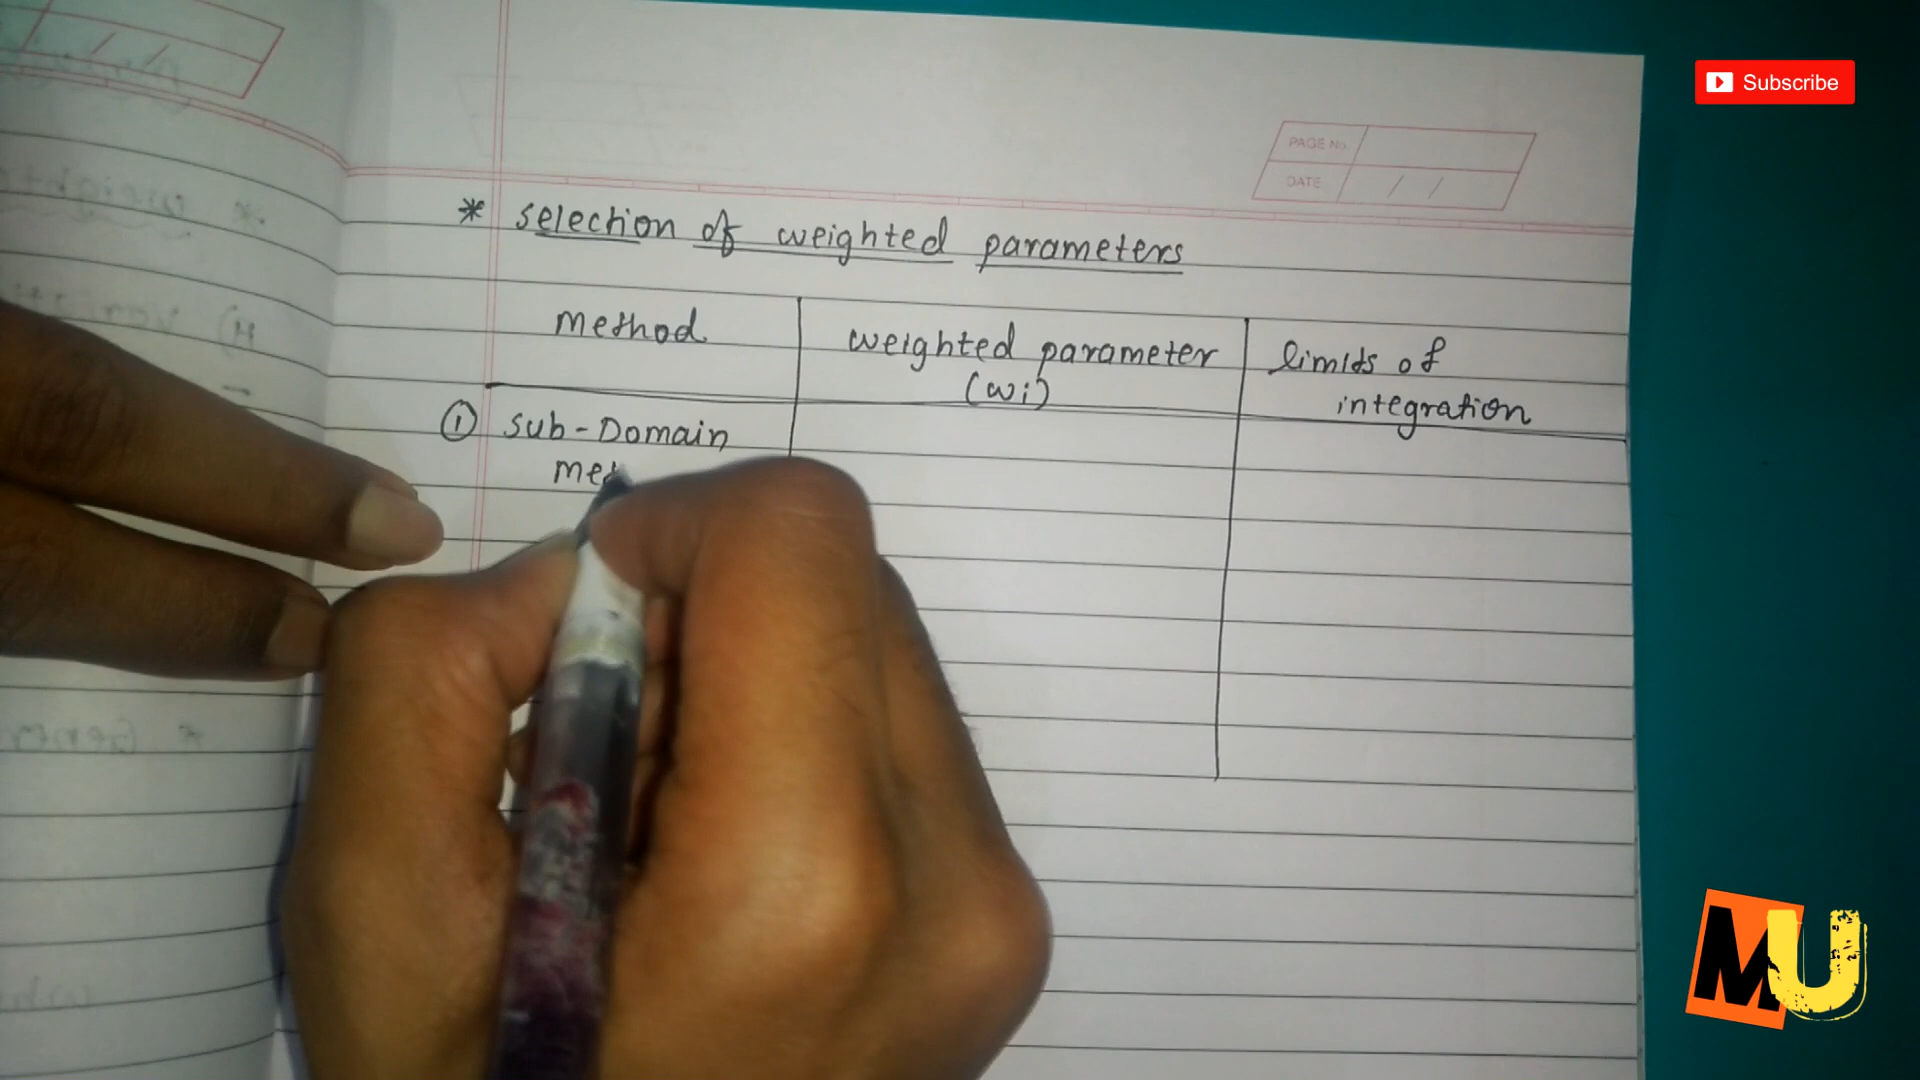 Subscribe
PAGE No.
DATE / /
* selection of weighted parameters
method
weighted parameter
(wi)
limits of
integration
① sub-Domain
met
MU